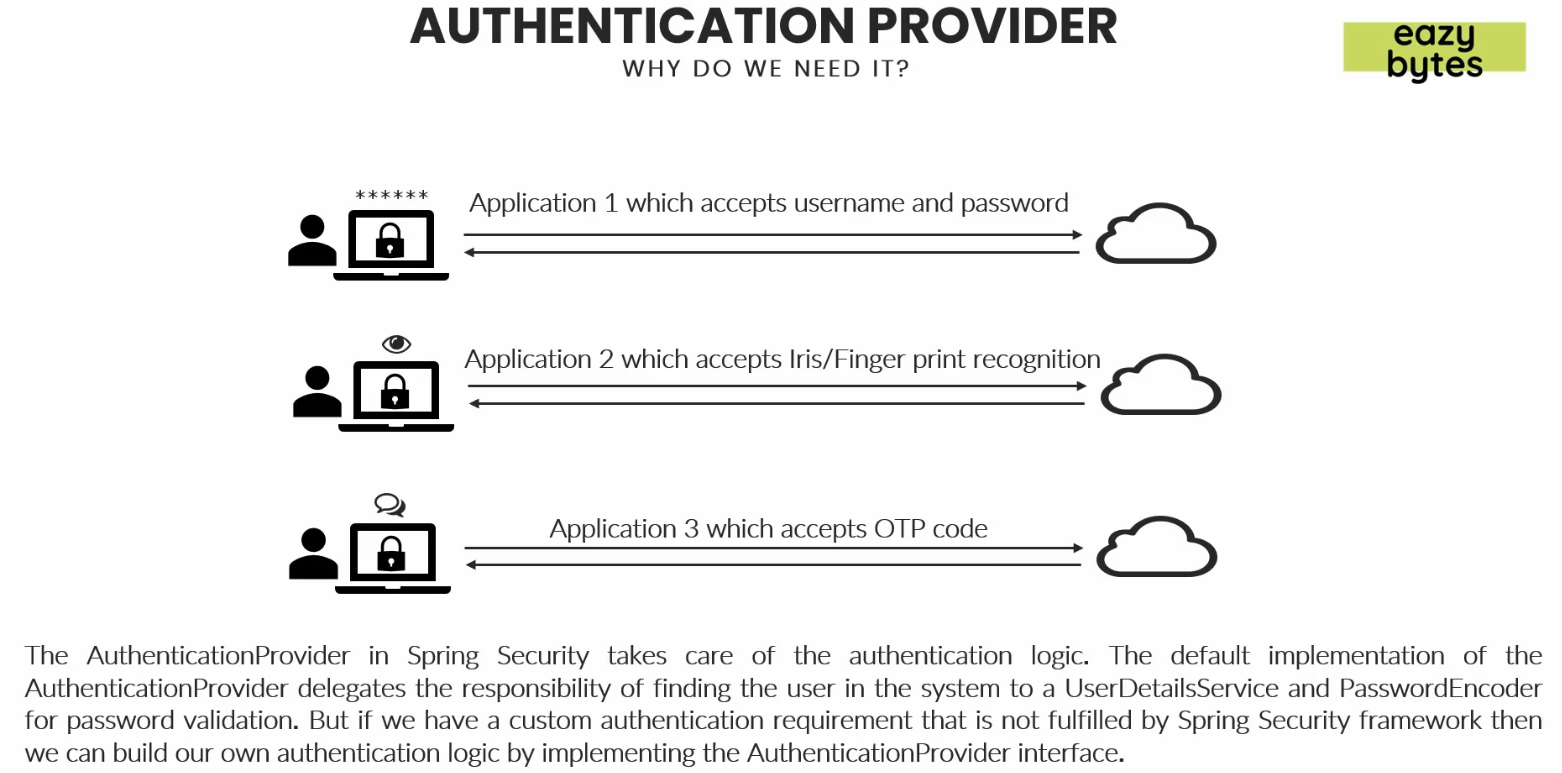 AUTHENTICATION PROVIDER
WHY DO WE NEED IT?
eazy
bytes
******
Application 1 which accepts username and password
Application 2 which accepts Iris/Finger print recognition
Application 3 which accepts OTP code
The AuthenticationProvider in Spring Security takes care of the authentication logic. The default implementation of the
AuthenticationProvider delegates the responsibility of finding the user in the system to a UserDetailsService and PasswordEncoder
for password validation. But if we have a custom authentication requirement that is not fulfilled by Spring Security framework then
we can build our own authentication logic by implementing the AuthenticationProvider interface.